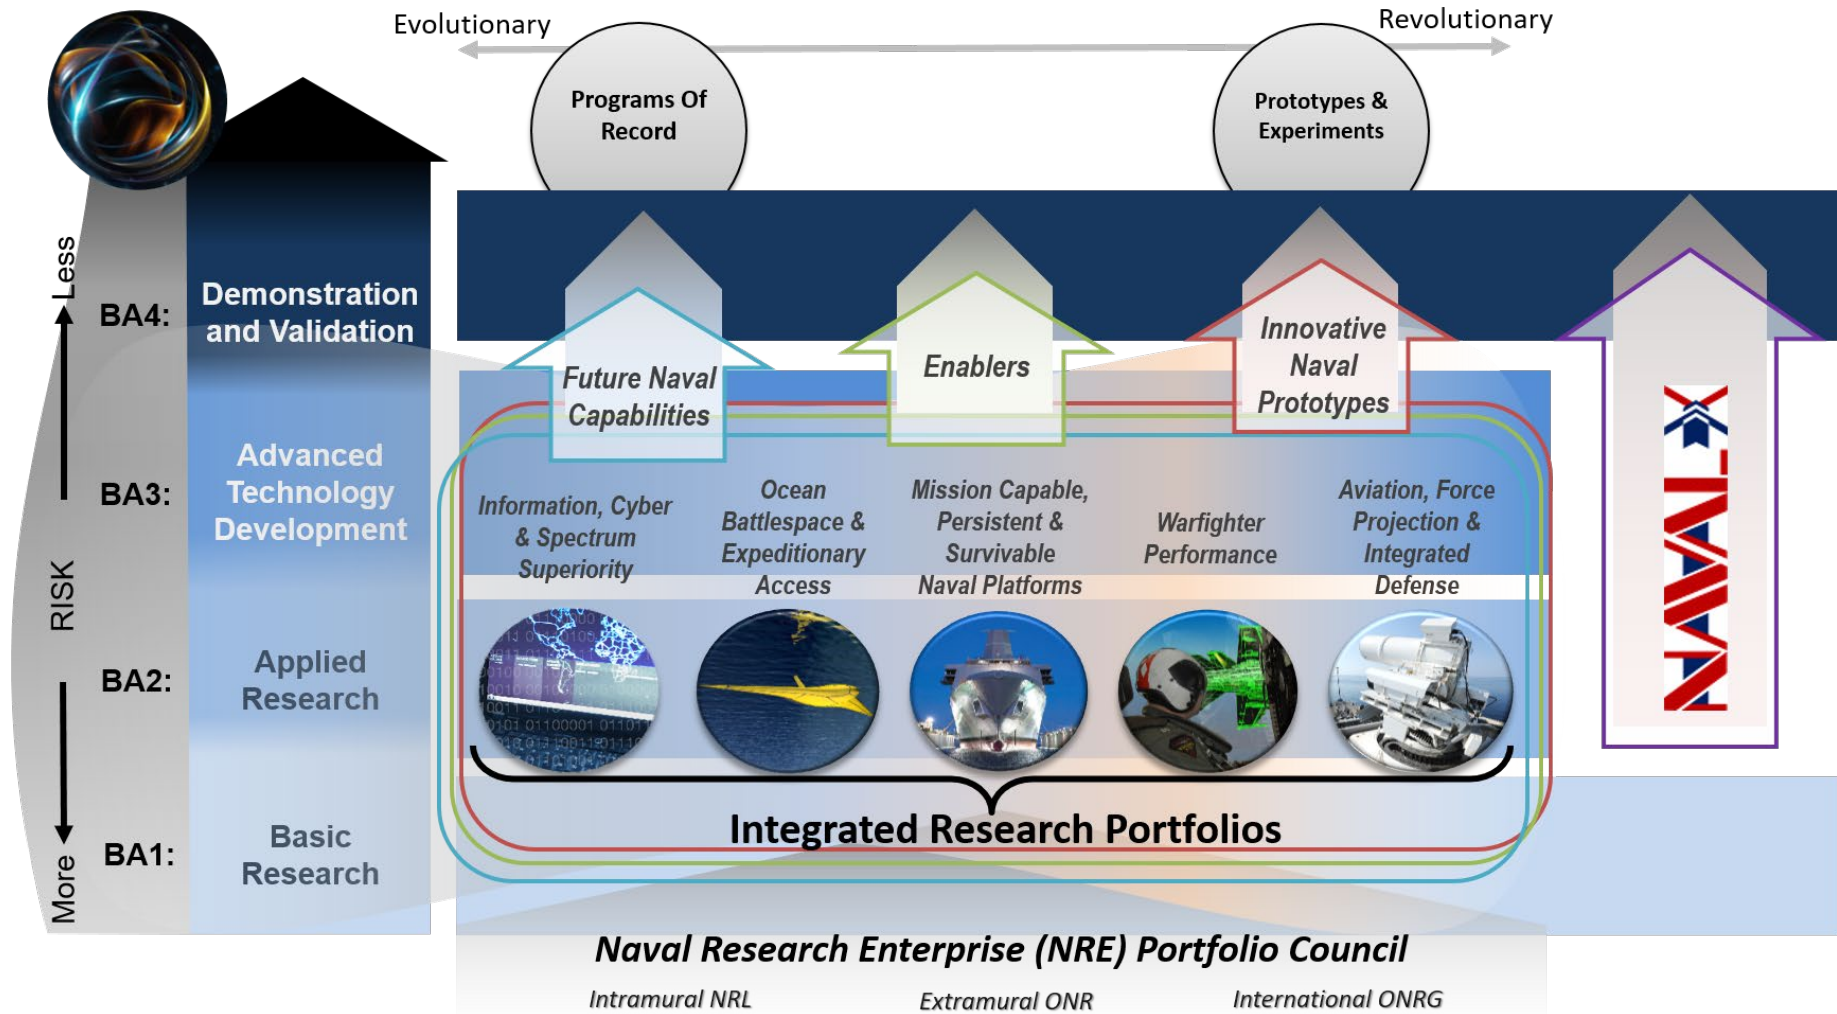 Evolutionary
Revolutionary
Programs Of
Record
Prototypes &
Experiments
Less
RISK
More
BA4:
Demonstration
and Validation
BA3:
Advanced
Technology
Development
BA2:
Applied
Research
BA1:
Basic
Research
Future Naval
Capabilities
Enablers
Innovative
Naval
Prototypes
NAVAL X
Information, Cyber
& Spectrum
Superiority
Ocean
Battlespace &
Expeditionary
Access
Mission Capable,
Persistent &
Survivable
Naval Platforms
Warfighter
Performance
Aviation, Force
Projection &
Integrated
Defense
Integrated Research Portfolios
Naval Research Enterprise (NRE) Portfolio Council
Intramural NRL
Extramural ONR
International ONRG